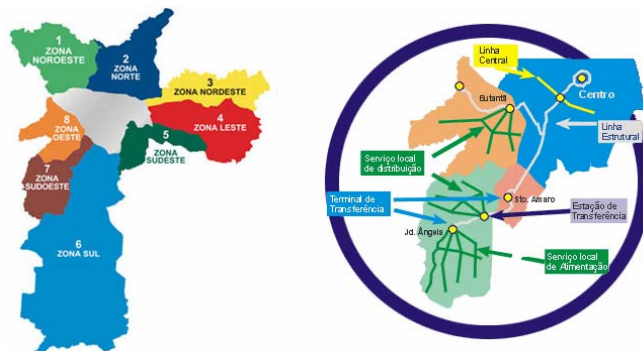 1
ZONA
NOROESTE
2
ZONA
NORTE
3
ZONA NORDESTE
4
ZONA LESTE
5
ZONA
SUDESTE
8
ZONA
OESTE
7
ZONA
SUDOESTE
6
ZONA SUL
Linha
Central
Centro
Butantã
Linha
Estrutural
Serviço local
de distribuição
Terminal de
Transferência
Sto. Amaro
Estação de
Transferência
Jd. Ângela
Serviço local
de Alimentação